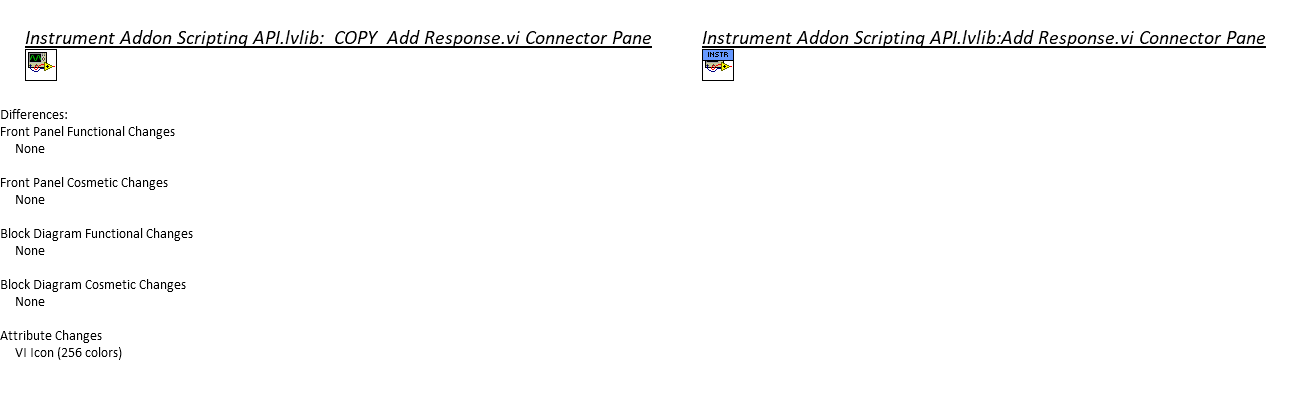 Instrument Addon Scripting API.lvlib:_COPY_Add Response.vi Connector Pane
Instrument Addon Scripting API.lvlib:Add Response.vi Connector Pane
INSTR
Differences:
Front Panel Functional Changes
None
Front Panel Cosmetic Changes
None
Block Diagram Functional Changes
None
Block Diagram Cosmetic Changes
None
Attribute Changes
VI Icon (256 colors)